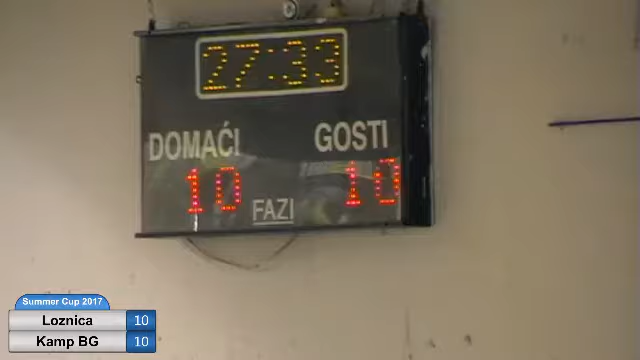 27:33
DOMAĆI GOSTI
10 10
FAZI
Summer Cup 2017
Loznica 10
Kamp BG 10